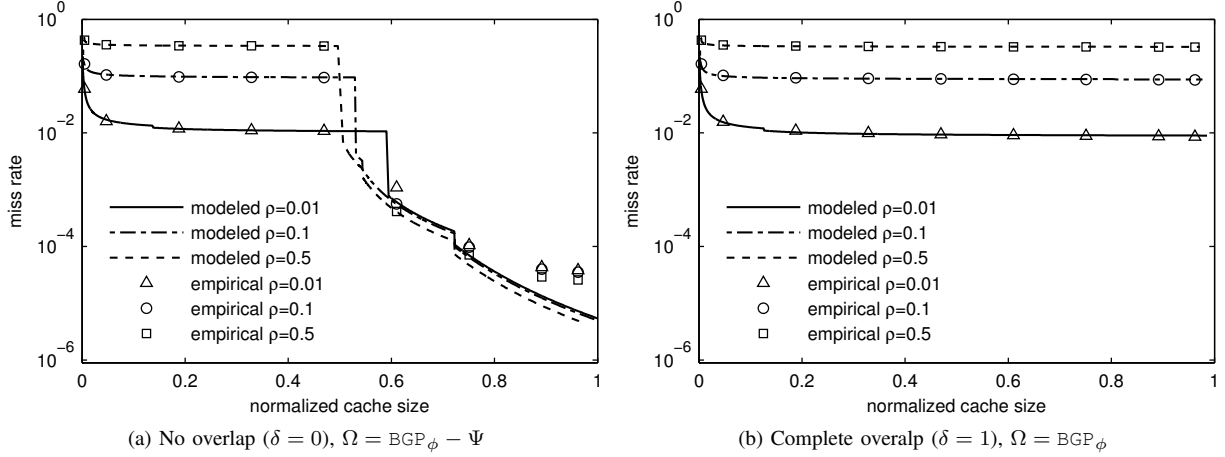 10^0
10^-2
10^-4
10^-6
miss rate
modeled ρ=0.01
modeled ρ=0.1
modeled ρ=0.5
empirical ρ=0.01
empirical ρ=0.1
empirical ρ=0.5
0 0.2 0.4 0.6 0.8 1
normalized cache size
(a) No overlap (δ = 0), Ω = BGP_ϕ − Ψ
10^0
10^-2
10^-4
10^-6
miss rate
modeled ρ=0.01
modeled ρ=0.1
modeled ρ=0.5
empirical ρ=0.01
empirical ρ=0.1
empirical ρ=0.5
0 0.2 0.4 0.6 0.8 1
normalized cache size
(b) Complete overalp (δ = 1), Ω = BGP_ϕ